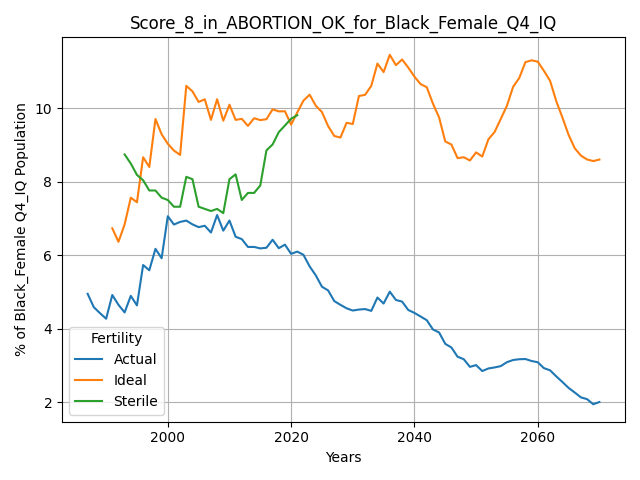 Score_8_in_ABORTION_OK_for_Black_Female_Q4_IQ
% of Black_Female Q4_IQ Population
10
8
6
4
2
Fertility
Actual
Ideal
Sterile
2000
2020
2040
2060
Years